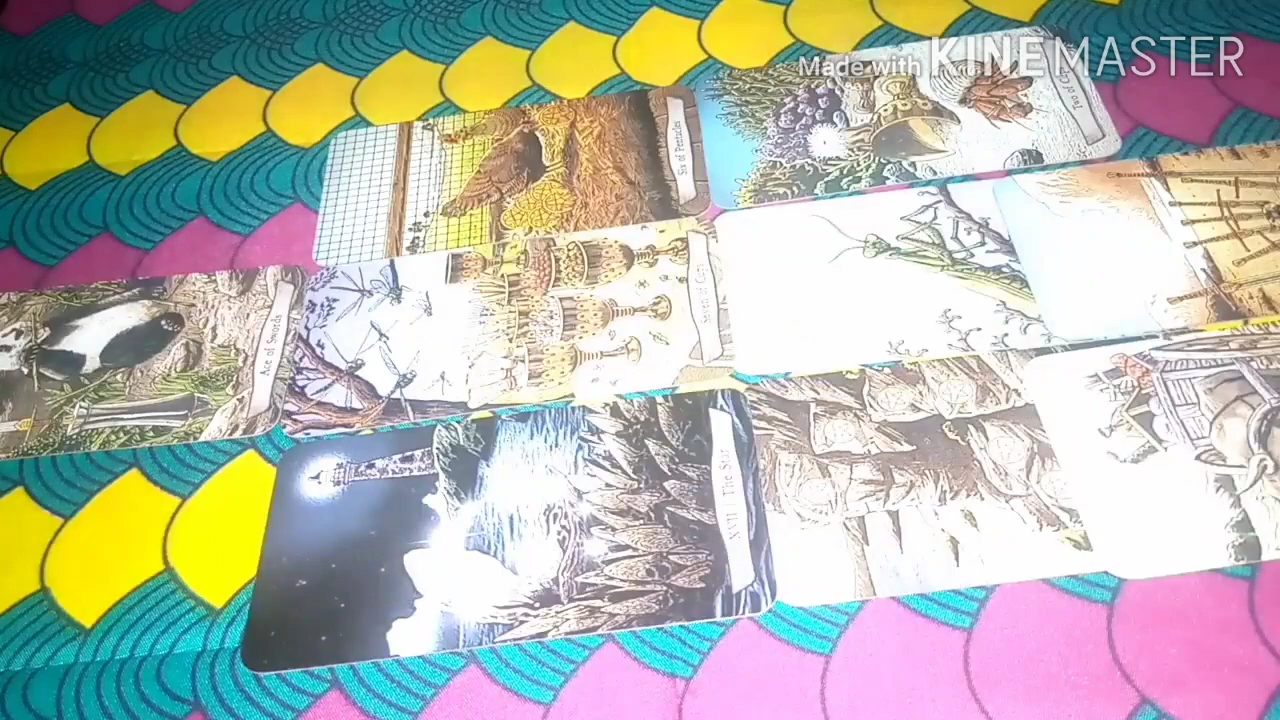 Made with KINEMASTER
Two of Cups
Six of Pentacles
Seven of Cups
Ace of Swords
XVII The Star